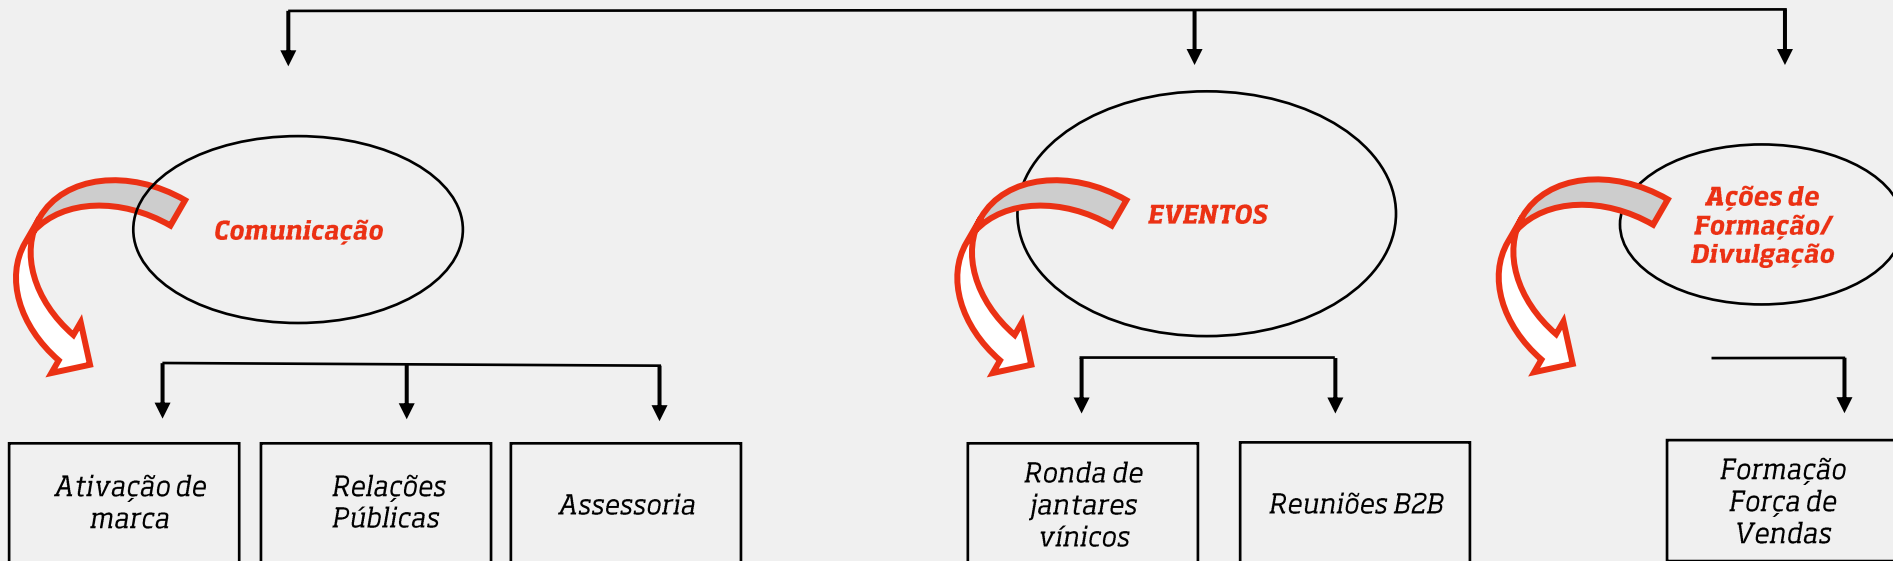 Comunicação
EVENTOS
Ações de
Formação/
Divulgação
Ativação de
marca
Relações
Públicas
Assessoria
Ronda de
jantares
vínicos
Reuniões B2B
Formação
Força de
Vendas